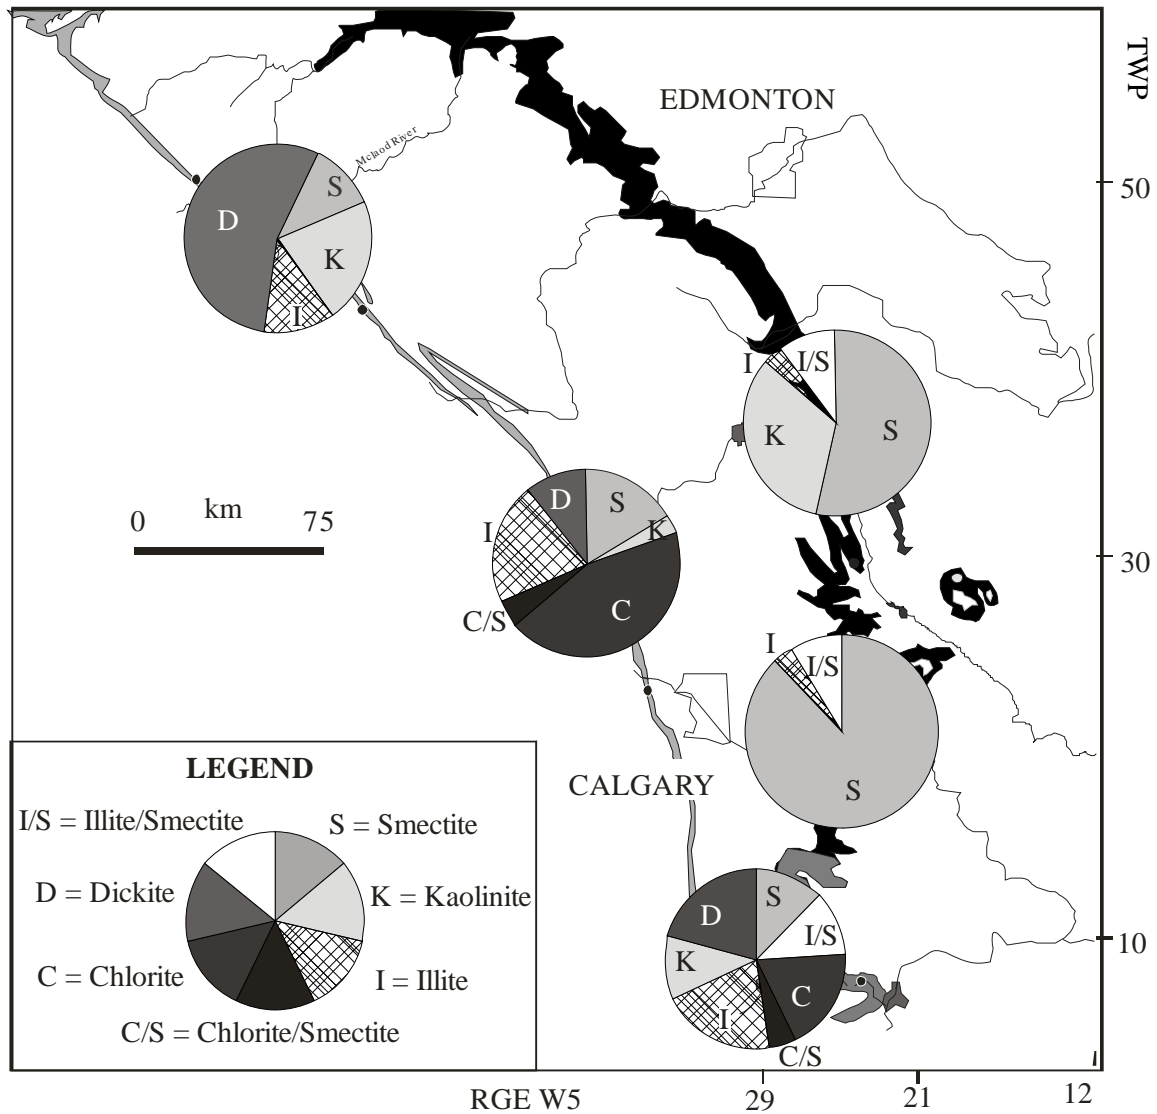 TWP
EDMONTON
Mcleod River
50
D
S
K
I
I
I/S
K
S
0 km 75
D
S
I
K
C/S
C
30
I
I/S
S
CALGARY
LEGEND
I/S = Illite/Smectite
S = Smectite
D = Dickite
K = Kaolinite
C = Chlorite
I = Illite
C/S = Chlorite/Smectite
D
S
I/S
K
I
C
C/S
10
RGE W5
29
21
12